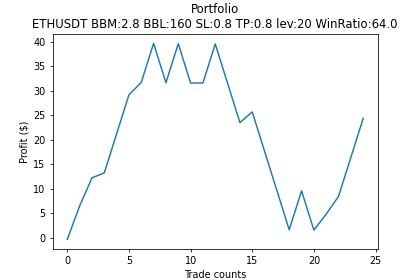 Portfolio
ETHUSDT BBM:2.8 BBL:160 SL:0.8 TP:0.8 lev:20 WinRatio:64.0
40
35
30
25
20
15
10
5
0
Profit ($)
0 5 10 15 20 25
Trade counts